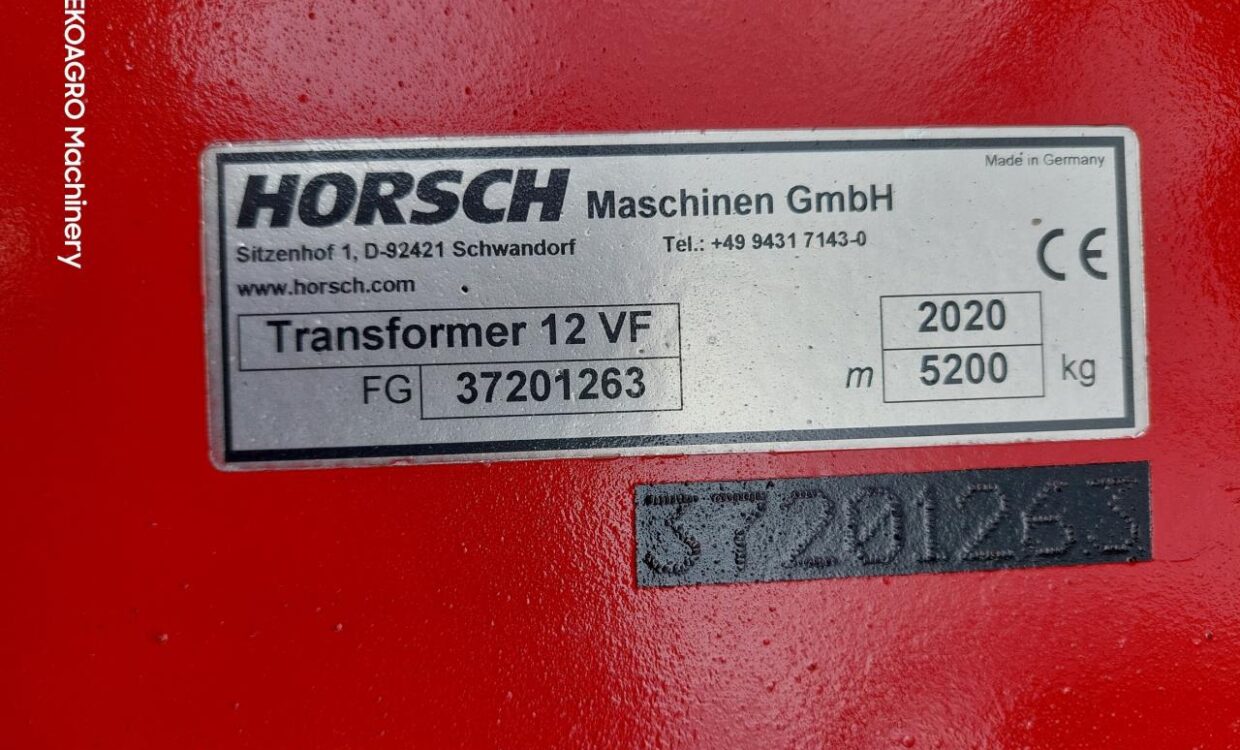 EKOAGRO Machinery
Made in Germany
HORSCH Maschinen GmbH
Sitzenhof 1, D-92421 Schwandorf Tel.: +49 9431 7143-0
www.horsch.com
CE
Transformer 12 VF 2020
FG 37201263 m 5200 kg
37201263